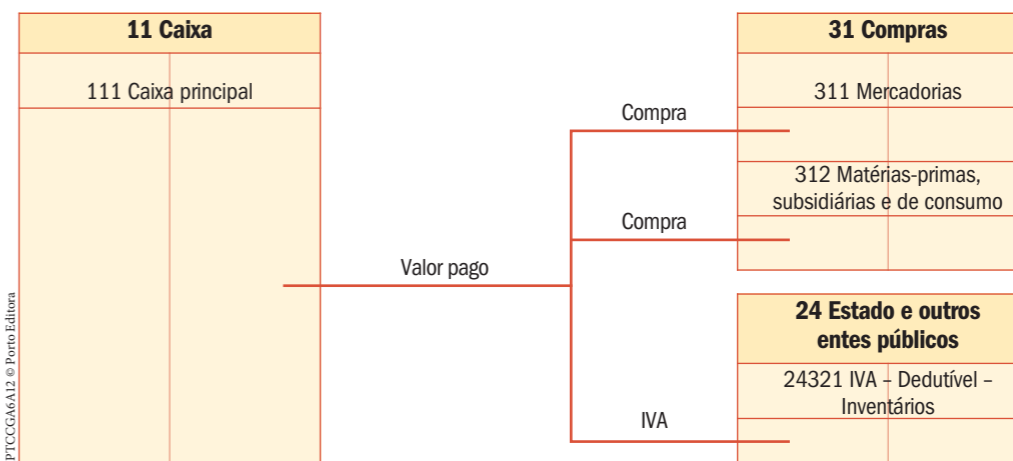 11 Caixa
111 Caixa principal
Valor pago
Compra
Compra
IVA
31 Compras
311 Mercadorias
312 Matérias-primas,
subsidiárias e de consumo
24 Estado e outros
entes públicos
24321 IVA – Dedutível –
Inventários
PTCCGA6A12 © Porto Editora